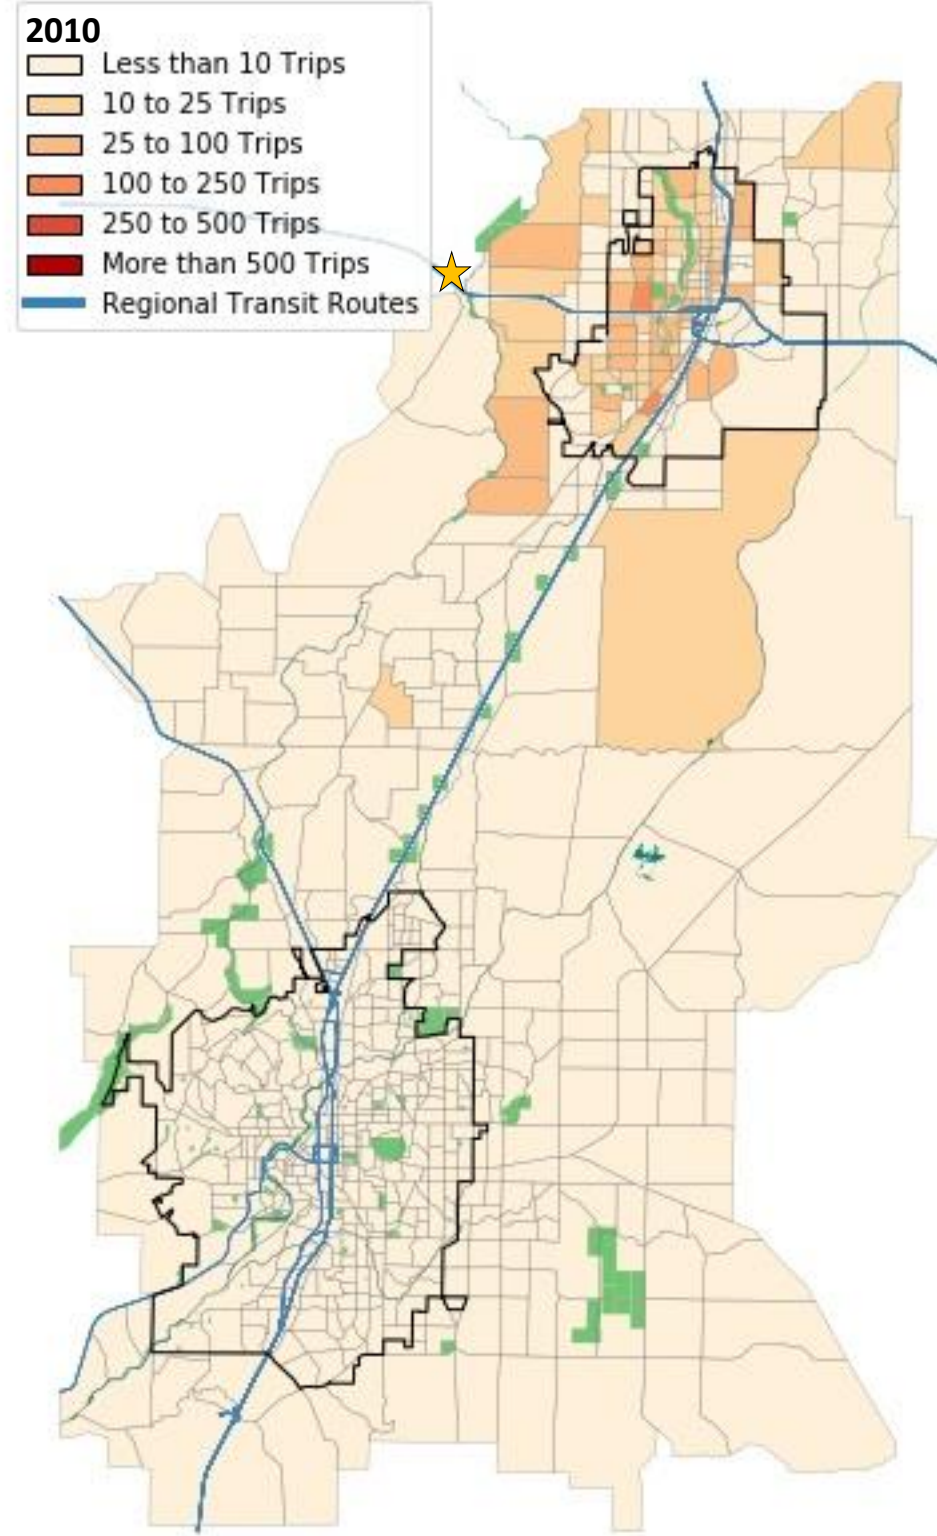 2010
Less than 10 Trips
10 to 25 Trips
25 to 100 Trips
100 to 250 Trips
250 to 500 Trips
More than 500 Trips
Regional Transit Routes